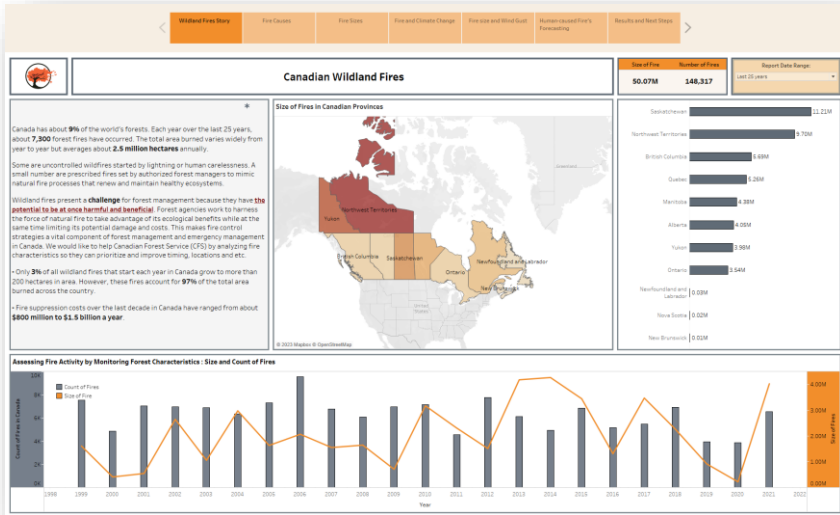 Wildland Fires Story
Fire Causes
Fire Sizes
Fire and Climate Change
Fire size and Wind Gust
Human caused Fire's
Forecasting
Results and Next Steps
Canadian Wildland Fires
Size of Fire
Number of Fires
50.07M
148,317
Report Date Range:
Last 25 years
Canada has about 9% of the world's forests. Each year over the last 25 years,
about 7,300 forest fires have occurred. The total area burned varies widely from
year to year but averages about 2.5 million hectares annually.
Some are uncontrolled wildfires started by lightning or human carelessness. A
small number are prescribed fires set by authorized forest managers to mimic
natural fire processes that renew and maintain healthy ecosystems.
Wildland fires present a challenge for forest management because they have the
potential to be at once harmful and beneficial. Forest agencies work to harness
the force of natural fire to take advantage of its ecological benefits while at the
same time limiting its potential damage and costs. This makes fire control
strategies a vital component of forest management and emergency management
in Canada. We would like to help Canadian Forest Service (CFS) by analyzing fire
characteristics so they can prioritize and improve timing, locations and etc.
• Only 3% of all wildland fires that start each year in Canada grow to more than
200 hectares in area. However, these fires account for 97% of the total area
burned across the country.
• Fire suppression costs over the last decade in Canada have ranged from about
$800 million to $1.5 billion a year.
Size of Fires in Canadian Provinces
Northwest Territories
Yukon
British Columbia
Saskatchewan
Ontario
Newfoundland and Labrador
New Brunswick
United
States
© 2023 Mapbox © OpenStreetMap
Saskatchewan 11.21M
Northwest Territories 9.70M
British Columbia
Quebec 5.26M
Manitoba 4.38M
Alberta 4.05M
Yukon 3.98M
Ontario 3.54M
Newfoundland and
Labrador 0.03M
Nova Scotia 0.02M
New Brunswick 0.01M
Assessing Fire Activity by Monitoring Forest Characteristics : Size and Count of Fires
Count of Fires
Size of Fire
Count of Fires in Canada
10K
8K
6K
4K
2K
0K
4.00M
3.00M
2.00M
1.00M
0.00M
Size of Fires
1998 1999 2000 2001 2002 2003 2004 2005 2006 2007 2008 2009 2010 2011 2012 2013 2014 2015 2016 2017 2018 2019 2020 2021 2022
Year